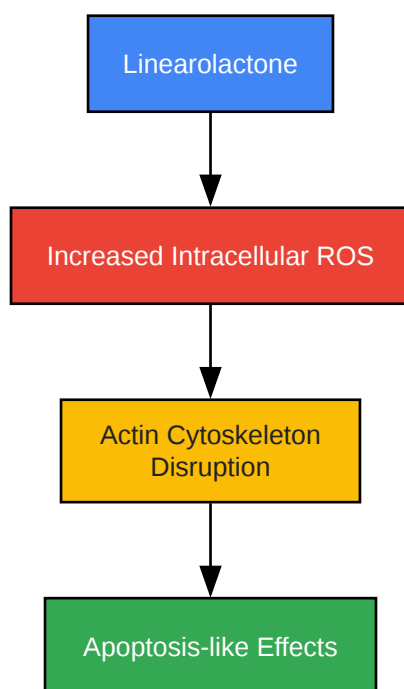 Linearolactone
Increased Intracellular ROS
Actin Cytoskeleton
Disruption
Apoptosis-like Effects